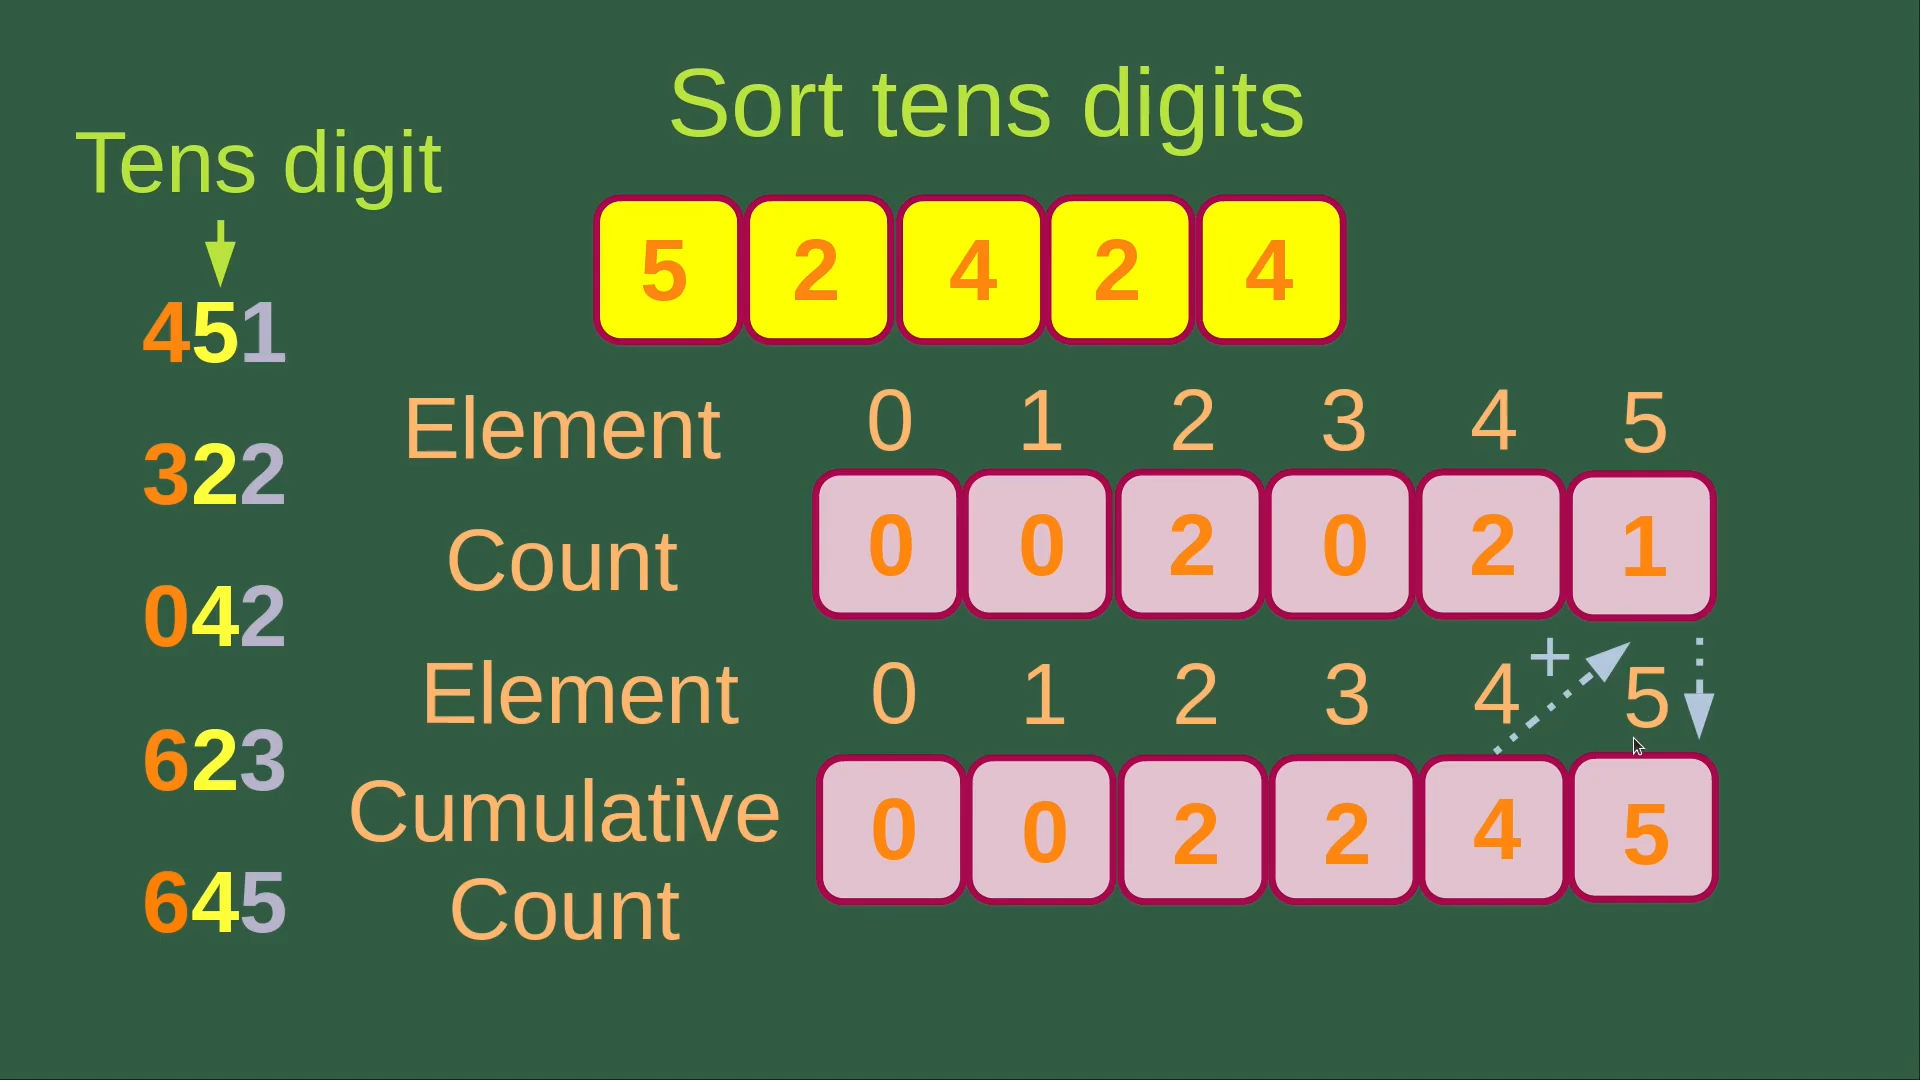 Sort tens digits
Tens digit
5 2 4 2 4
451
322
042
623
645
Element 0 1 2 3 4 5
Count 0 0 2 0 2 1
+
Element 0 1 2 3 4 5
Cumulative
Count 0 0 2 2 4 5